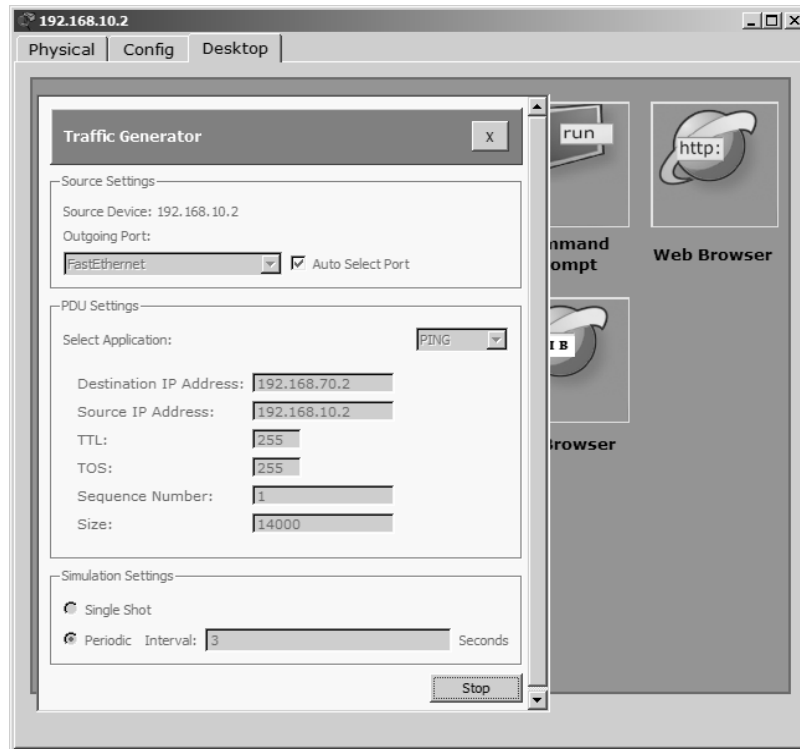 192.168.10.2
Physical Config Desktop
Traffic Generator X
Source Settings
Source Device: 192.168.10.2
Outgoing Port:
FastEthernet Auto Select Port
PDU Settings
Select Application: PING
Destination IP Address: 192.168.70.2
Source IP Address: 192.168.10.2
TTL: 255
TOS: 255
Sequence Number: 1
Size: 14000
Simulation Settings
Single Shot
Periodic Interval: 3 Seconds
Stop
run
mmand
ompt
http:
Web Browser
I B
Browser